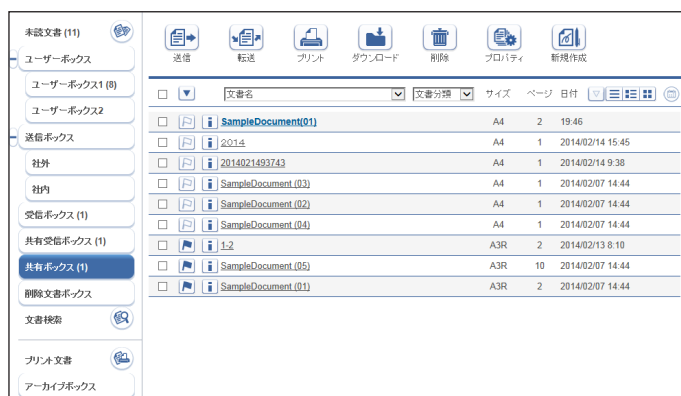 未読文書 (11)
ユーザーボックス
ユーザーボックス1 (8)
ユーザーボックス2
送信ボックス
社外
社内
受信ボックス (1)
共有受信ボックス (1)
共有ボックス (1)
削除文書ボックス
文書検索
プリント文書
アーカイブボックス
送信 転送 プリント ダウンロード 削除 プロパティ 新規作成
文書名 文書分類 サイズ ページ 日付
SampleDocument(01) A4 2 19:46
2014 A4 1 2014/02/14 15:45
2014021493743 A4 1 2014/02/14 9:38
SampleDocument (03) A4 1 2014/02/07 14:44
SampleDocument (02) A4 1 2014/02/07 14:44
SampleDocument (04) A4 1 2014/02/07 14:44
1-2 A3R 2 2014/02/13 8:10
SampleDocument (05) A3R 10 2014/02/07 14:44
SampleDocument (01) A3R 2 2014/02/07 14:44